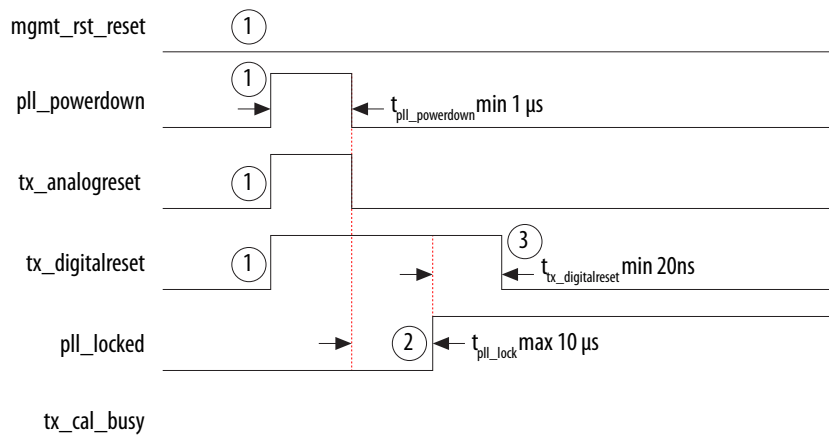 mgmt_rst_reset 1
1
pll_powerdown t_pll_powerdown min 1 µs
tx_analogreset 1
3
tx_digitalreset 1 t_tx_digitalreset min 20ns
pll_locked 2 t_pll_lock max 10 µs
tx_cal_busy